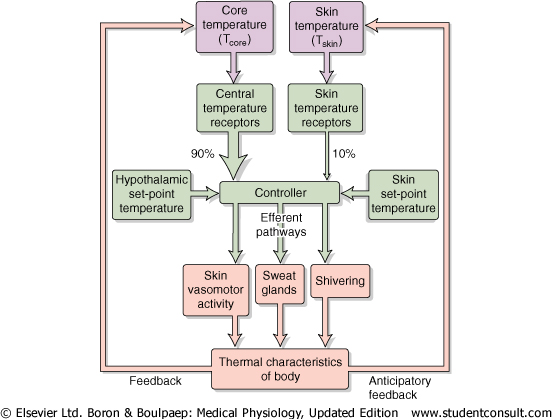 Core
temperature
(Tcore)
Skin
temperature
(Tskin)
Central
temperature
receptors
Skin
temperature
receptors
90%
10%
Hypothalamic
set-point
temperature
Controller
Skin
set-point
temperature
Efferent
pathways
Skin
vasomotor
activity
Sweat
glands
Shivering
Thermal characteristics
of body
Feedback
Anticipatory
feedback
© Elsevier Ltd. Boron & Boulpaep: Medical Physiology, Updated Edition www.studentconsult.com